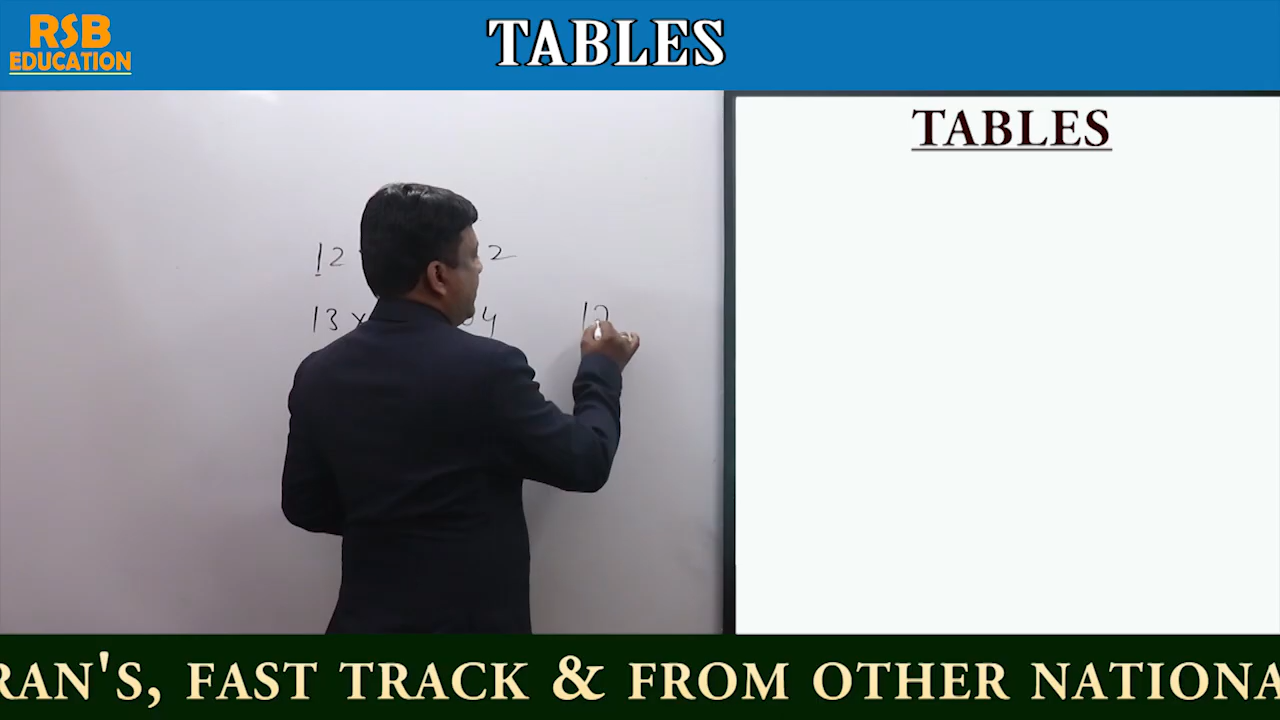 RSB
EDUCATION
TABLES
TABLES
12
2
13 x
4
12
RAN'S, FAST TRACK & FROM OTHER NATIONA